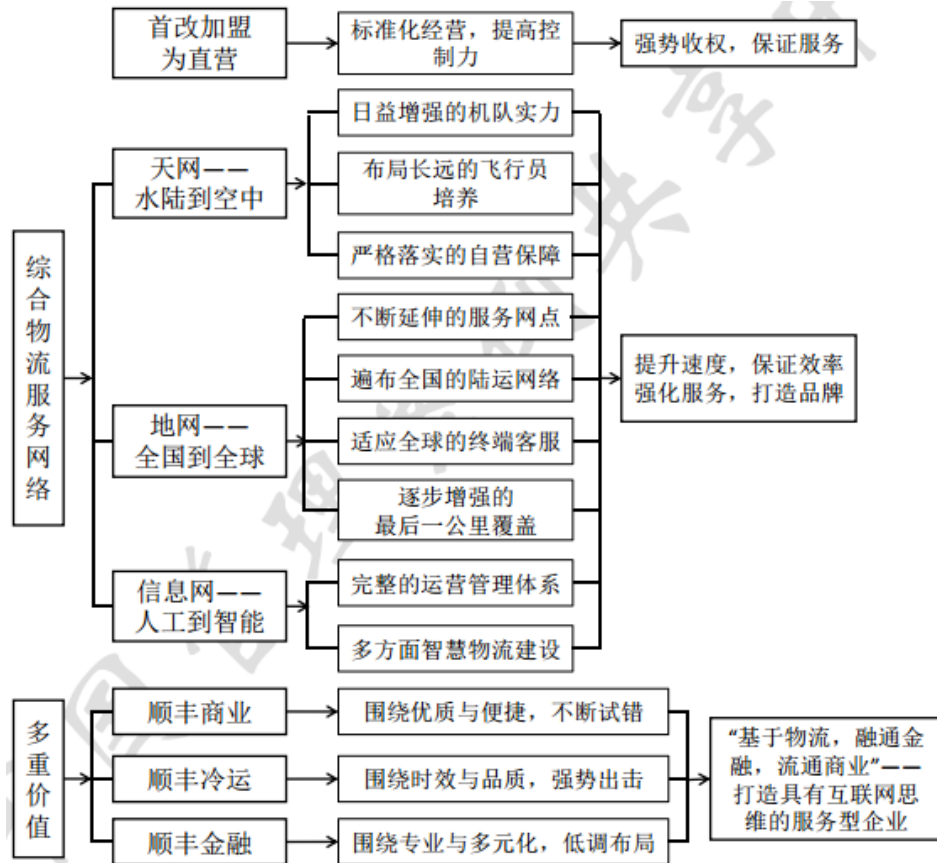 首改加盟
为直营
标准化经营，提高控
制力
强势收权，保证服务
综合物流服务网络
天网——
水陆到空中
日益增强的机队实力
布局长远的飞行员
培养
严格落实的自营保障
地网——
全国到全球
不断延伸的服务网点
遍布全国的陆运网络
适应全球的终端客服
逐步增强的
最后一公里覆盖
信息网——
人工到智能
完整的运营管理体系
多方面智慧物流建设
提升速度，保证效率
强化服务，打造品牌
多重价值
顺丰商业
围绕优质与便捷，不断试错
顺丰冷运
围绕时效与品质，强势出击
顺丰金融
围绕专业与多元化，低调布局
“基于物流，融通金
融，流通商业”——
打造具有互联网思
维的服务型企业